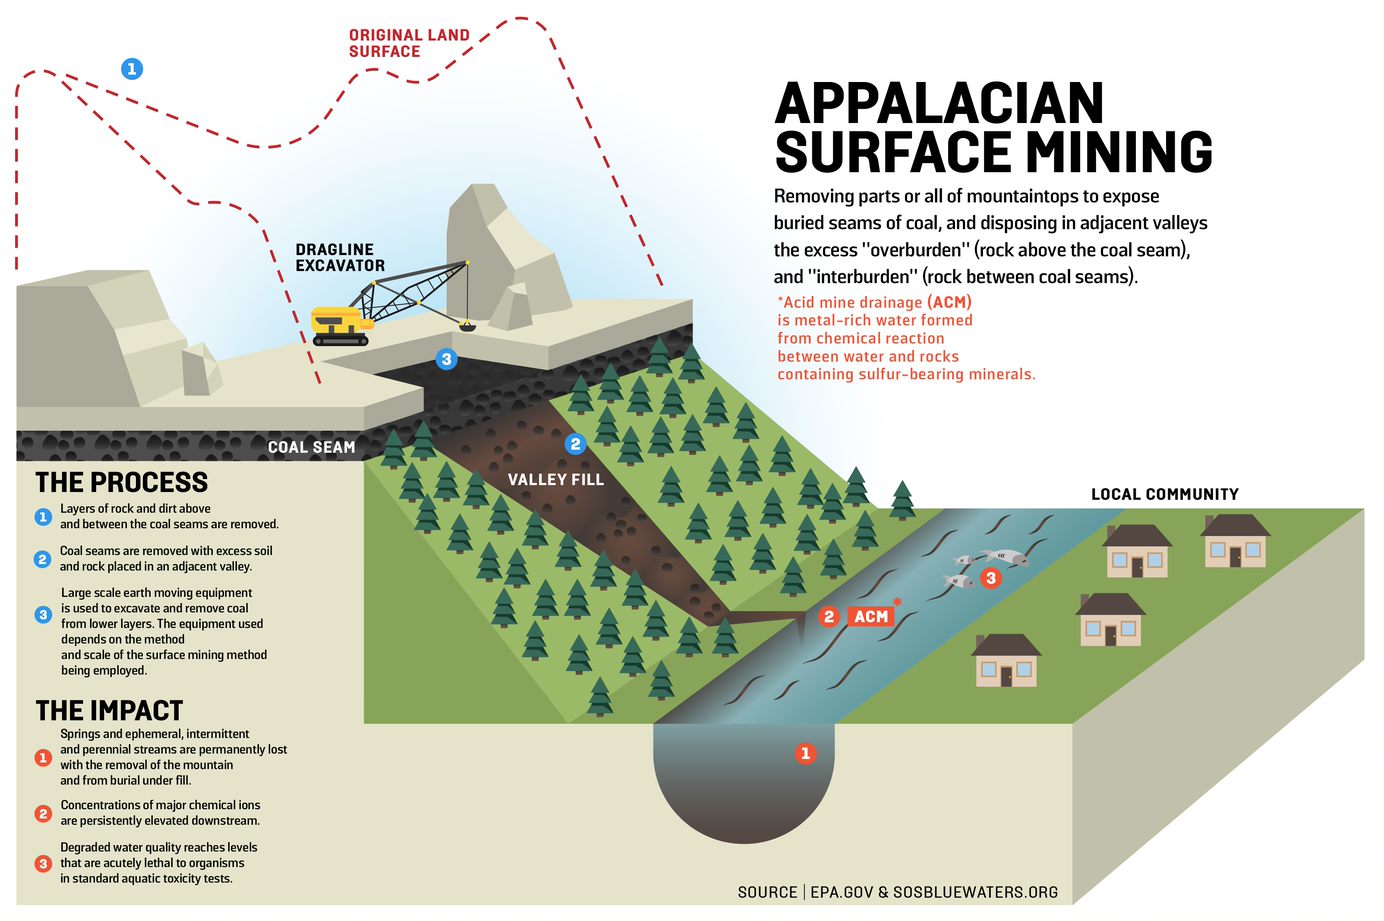 ORIGINAL LAND
SURFACE
1
APPALACIAN
SURFACE MINING
Removing parts or all of mountaintops to expose
buried seams of coal, and disposing in adjacent valleys
the excess "overburden" (rock above the coal seam),
and "interburden" (rock between coal seams).
*Acid mine drainage (ACM)
is metal-rich water formed
from chemical reaction
between water and rocks
containing sulfur-bearing minerals.
DRAGLINE
EXCAVATOR
3
2
COAL SEAM
VALLEY FILL
LOCAL COMMUNITY
3
2 ACM*
1
THE PROCESS
1 Layers of rock and dirt above
and between the coal seams are removed.
2 Coal seams are removed with excess soil
and rock placed in an adjacent valley.
3 Large scale earth moving equipment
is used to excavate and remove coal
from lower layers. The equipment used
depends on the method
and scale of the surface mining method
being employed.
THE IMPACT
1 Springs and ephemeral, intermittent
and perennial streams are permanently lost
with the removal of the mountain
and from burial under fill.
2 Concentrations of major chemical ions
are persistently elevated downstream.
3 Degraded water quality reaches levels
that are acutely lethal to organisms
in standard aquatic toxicity tests.
SOURCE | EPA.GOV & SOSBLUEWATERS.ORG